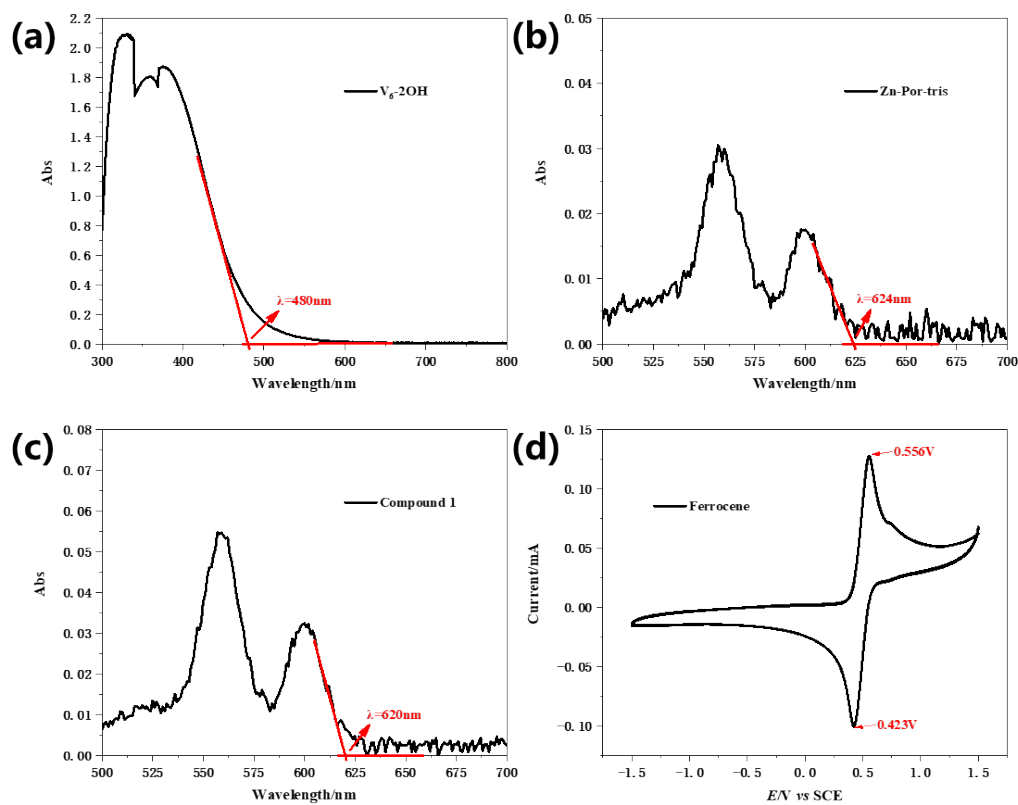 (a)
2.2
2.0
1.8
1.6
1.4
1.2
1.0
0.8
0.6
0.4
0.2
0.0
Abs
V₆-2OH
λ=480nm
300 400 500 600 700 800
Wavelength/nm
(b)
0.05
0.04
0.03
0.02
0.01
0.00
Abs
Zn-Por-tris
λ=624nm
500 525 550 575 600 625 650 675 700
Wavelength/nm
(c)
0.08
0.07
0.06
0.05
0.04
0.03
0.02
0.01
0.00
Abs
Compound 1
λ=620nm
500 525 550 575 600 625 650 675 700
Wavelength/nm
(d)
0.15
0.10
0.05
0.00
−0.05
−0.10
Current/mA
0.556V
Ferrocene
0.423V
−1.5 −1.0 −0.5 0.0 0.5 1.0 1.5
E/V vs SCE